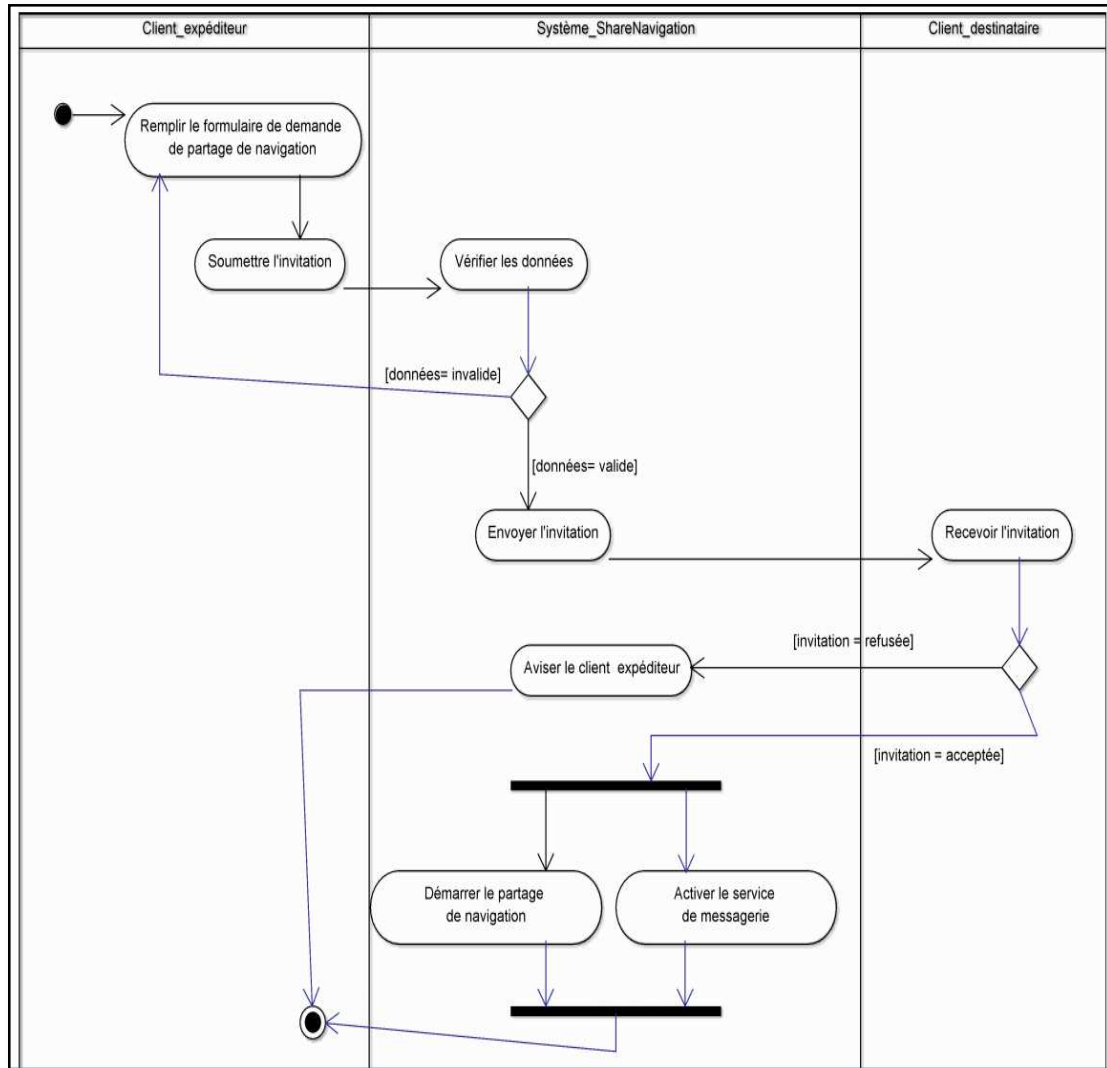 Client_expéditeur
Système_ShareNavigation
Client_destinataire
Remplir le formulaire de demande
de partage de navigation
Soumettre l'invitation
Vérifier les données
[données= invalide]
[données= valide]
Envoyer l'invitation
Recevoir l'invitation
[invitation = refusée]
Aviser le client expéditeur
[invitation = acceptée]
Démarrer le partage
de navigation
Activer le service
de messagerie